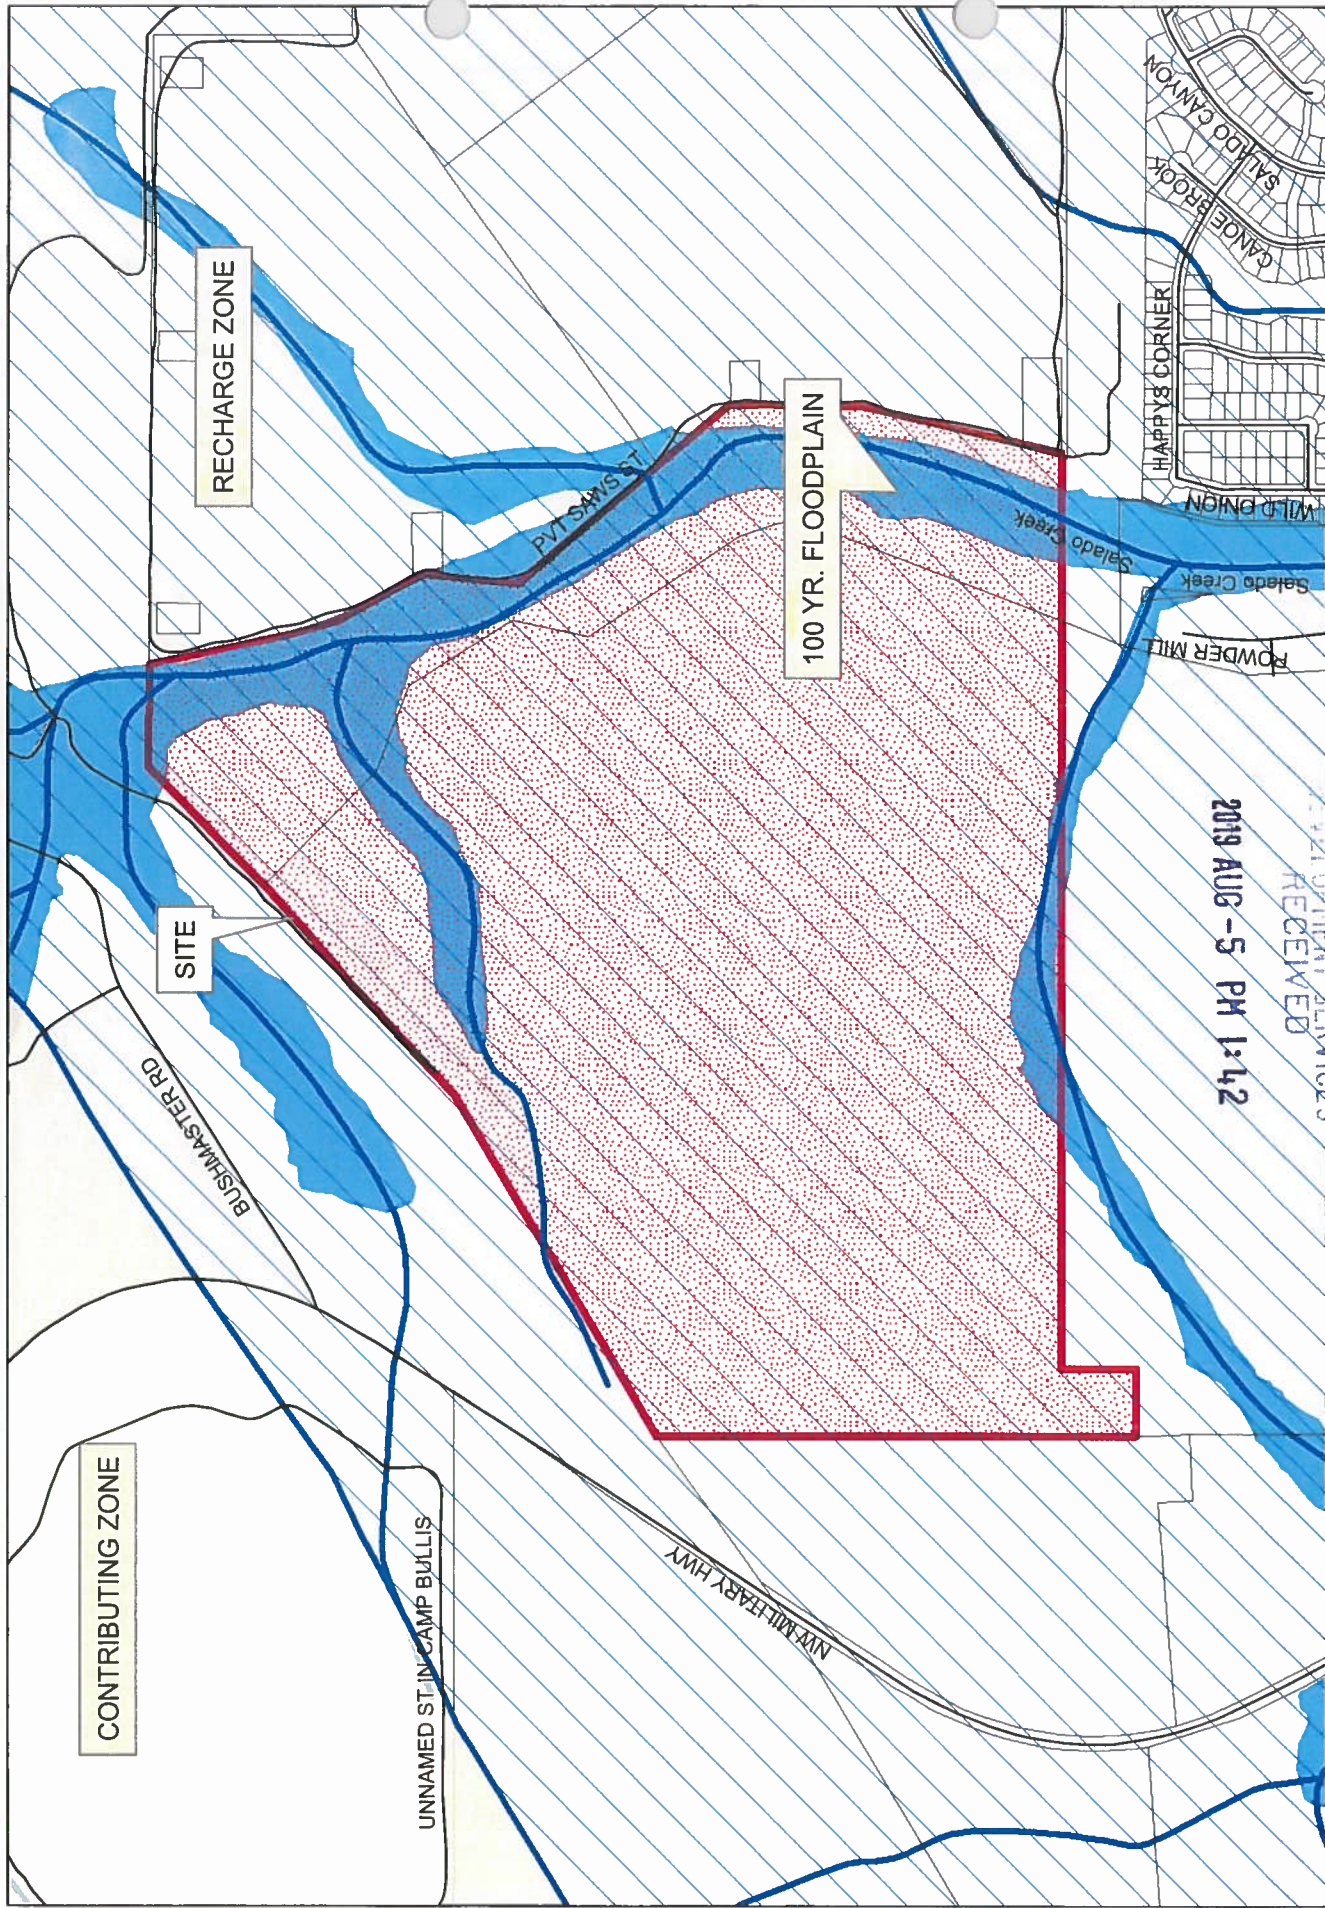 CONTRIBUTING ZONE
UNNAMED ST IN CAMP BULLIS
BUSHMASTER RD
SITE
RECHARGE ZONE
NW MILITARY HWY
PVT SAWS ST
100 YR. FLOODPLAIN
Salado Creek
Salado Creek
POWDER MILL
WILD ONION
HAPPYS CORNER
CANOE BROOK
SALADO CANYON
RECEIVED
2019 AUG -5 PM 1:42